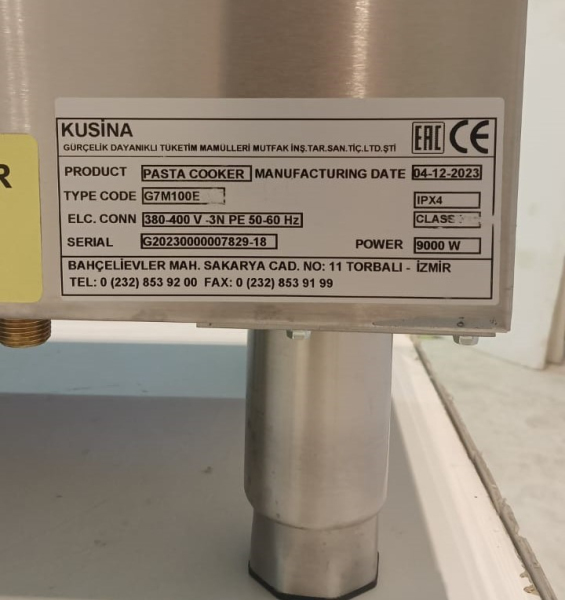 KUSİNA
GÜRÇELİK DAYANIKLI TÜKETİM MAMÜLLERİ MUTFAK İNŞ.TAR.SAN.TİÇ.LTD.ŞTİ
EAC CE
PRODUCT PASTA COOKER MANUFACTURING DATE 04-12-2023
TYPE CODE G7M100E IPX4
ELC. CONN 380-400 V -3N PE 50-60 Hz CLASS
SERIAL G20230000007829-18 POWER 9000 W
BAHÇELİEVLER MAH. SAKARYA CAD. NO: 11 TORBALI - İZMİR
TEL: 0 (232) 853 92 00 FAX: 0 (232) 853 91 99
R